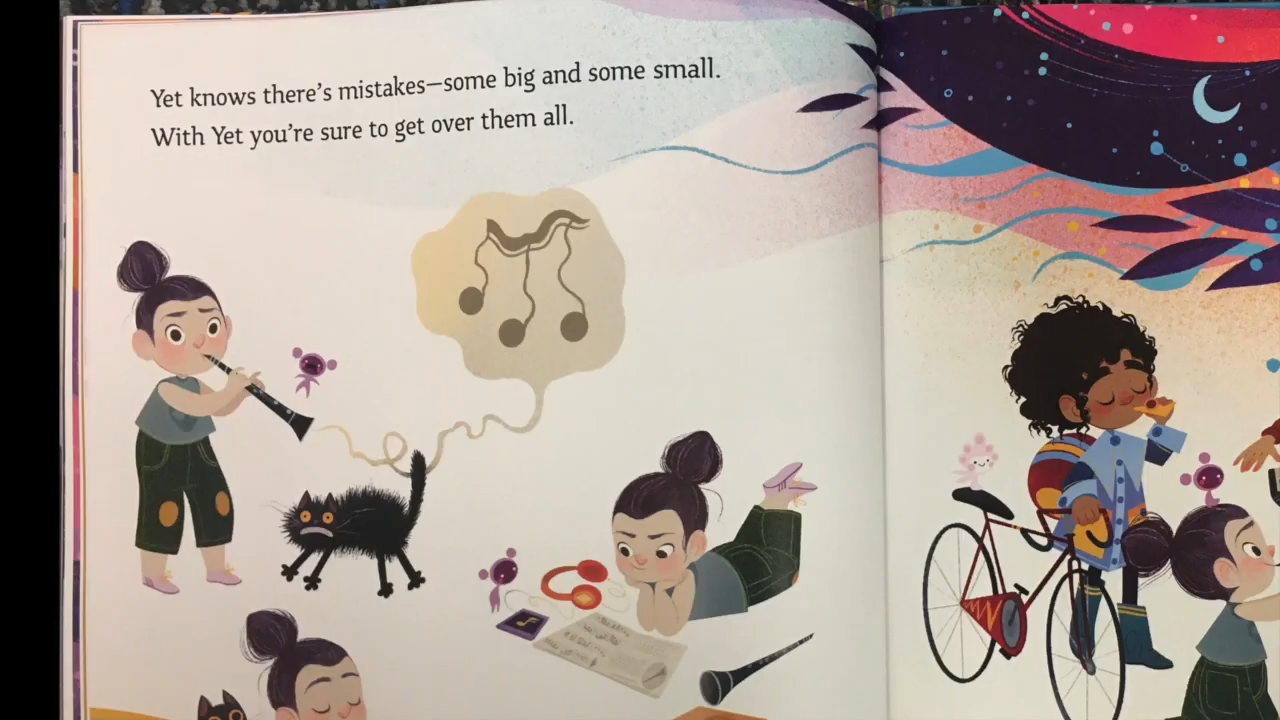 Yet knows there's mistakes—some big and some small.
With Yet you're sure to get over them all.